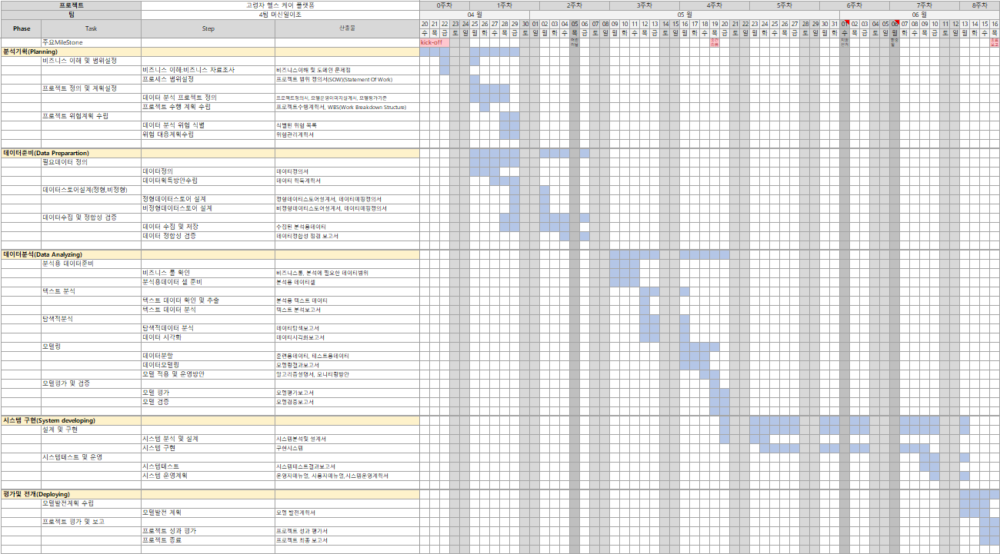 프로젝트 고령자 헬스 케어 플랫폼 0주차 1주차 2주차 3주차 4주차 5주차 6주차 7주차 8주차
팀 4팀 머신일이조 04 월 05 월 06 월
Phase Task Step 산출물
20 21 22 23 24 25 26 27 28 29 30 01 02 03 04 05 06 07 08 09 10 11 12 13 14 15 16 17 18 19 20 21 22 23 24 25 26 27 28 29 30 31 01 02 03 04 05 06 07 08 09 10 11 12 13 14 15 16
수 목 금 토 일 월 화 수 목 금 토 일 월 화 수 목 금 토 일 월 화 수 목 금 토 일 월 화 수 목 금 토 일 월 화 수 목 금 토 일 월 화 수 목 금 토 일 월 화 수 목 금 토 일 월 화 수 목
주요MileStone kick-off
분석기획(Planning)
비즈니스 이해 및 범위설정
비즈니스 이해:비즈니스 자료조사 비즈니스이해 및 도메인 문제점
프로세스 범위설정 프로젝트 범위 정의서(SOW)(Statement Of Work)
프로젝트 정의 및 계획설정
데이터 분석 프로젝트 정의 프로젝트정의서, 모델운영이미지설계서, 모델평가기준
프로젝트 수행 계획 수립 프로젝트수행계획서, WBS(Work Breakdown Structure)
프로젝트 위험계획 수립
데이터 분석 위험 식별 식별된 위험 목록
위험 대응계획수립 위험관리계획서
데이터준비(Data Preparartion)
필요데이터 정의
데이터정의 데이터정의서
데이터획득방안수립 데이터 획득계획서
데이터스토어설계(정형,비정형)
정형데이터스토어 설계 정형데이터스토어설계서, 데이터매핑정의서
비정형데이터스토어 설계 비정형데이터스토어설계서, 데이터매핑정의서
데이터수집 및 정합성 검증
데이터 수집 및 저장 수집된 분석용데이터
데이터 정합성 검증 데이터정합성 점검 보고서
데이터분석(Data Analyzing)
분석용 데이터준비
비즈니스 룰 확인 비즈니스룰, 분석에 필요한 데이터범위
분석용데이터 셑 준비 분석용 데이터셑
텍스트 분석
텍스트 데이터 확인 및 추출 분석용 텍스트 데이터
텍스트 데이터 분석 텍스트 분석보고서
탐색적분석
탐색적데이터 분석 데이터탐색보고서
데이터 시각화 데이터시각화보고서
모델링
데이터분할 훈련용데이터, 테스트용데이터
데이터모델링 모델링결과보고서
모델 적용 및 운영방안 알고리즘설명서, 모니터링방안
모델평가 및 검증
모델 평가 모델평가보고서
모델 검증 모델검증보고서
시스템 구현(System developing)
설계 및 구현
시스템 분석 및 설계 시스템분석및 설계서
시스템 구현 구현시스템
시스템테스트 및 운영
시스템테스트 시스템테스트결과보고서
시스템 운영계획 운영자매뉴얼, 사용자매뉴얼,시스템운영계획서
평가및 전개(Deploying)
모델발전계획 수립
모델발전 계획 모델 발전계획서
프로젝트 평가 및 보고
프로젝트 성과 평가 프로젝트 성과 평가서
프로젝트 종료 프로젝트 최종 보고서